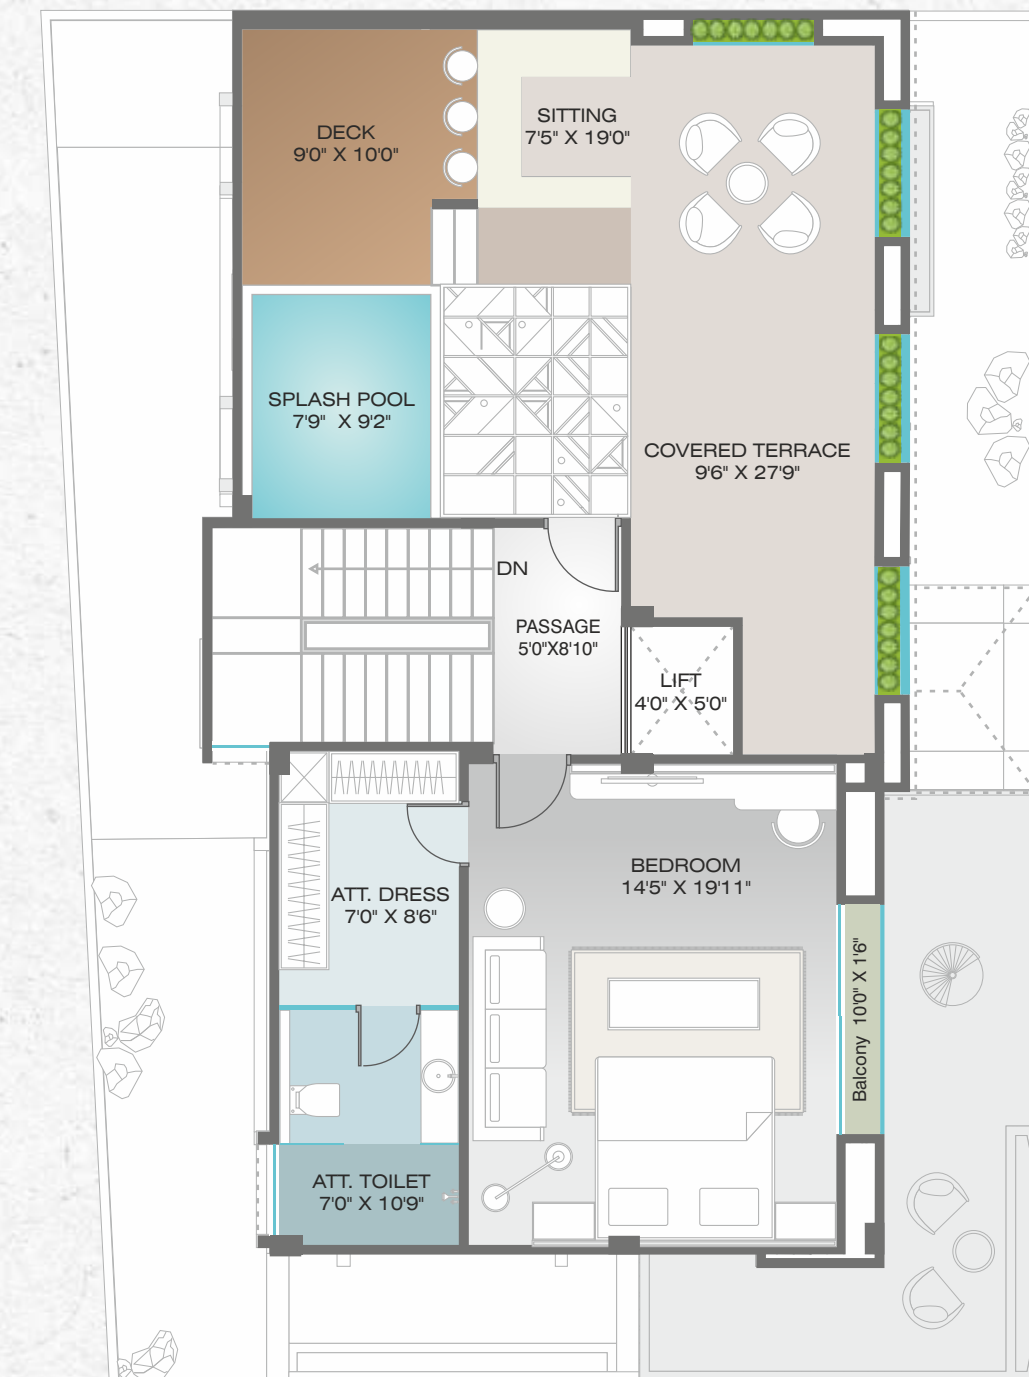 DECK
9'0" X 10'0"
SITTING
7'5" X 19'0"
SPLASH POOL
7'9" X 9'2"
COVERED TERRACE
9'6" X 27'9"
DN
PASSAGE
5'0"X8'10"
LIFT
4'0" X 5'0"
BEDROOM
14'5" X 19'11"
ATT. DRESS
7'0" X 8'6"
Balcony 10'0" X 1'6"
ATT. TOILET
7'0" X 10'9"